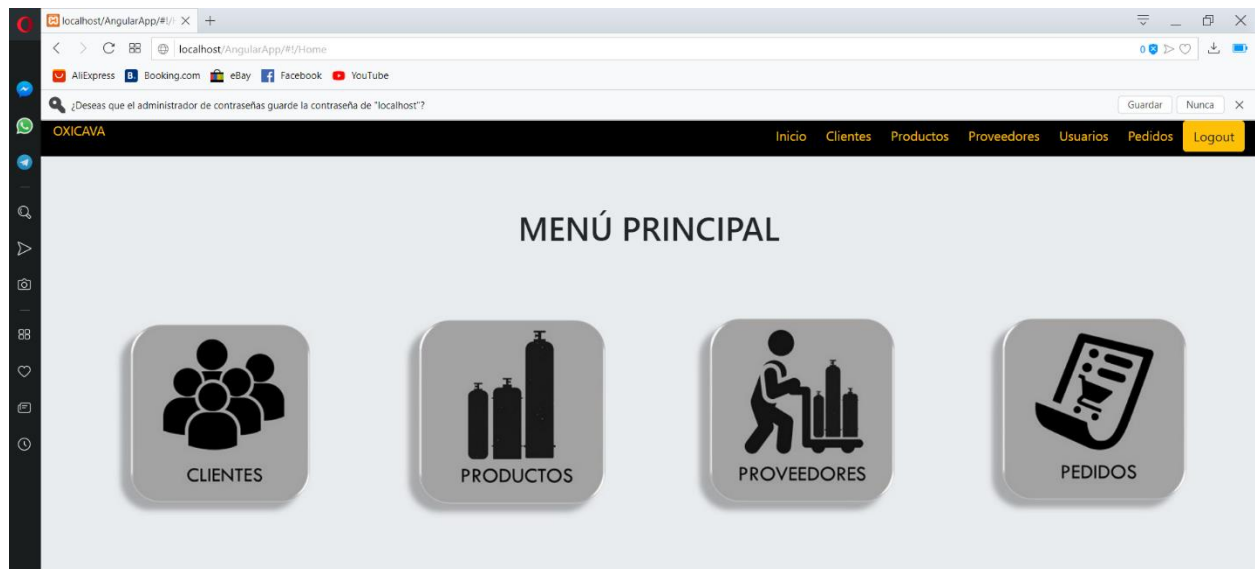 localhost/AngularApp/#!/H
localhost/AngularApp/#!/Home
0
AliExpress B. Booking.com eBay Facebook YouTube
¿Deseas que el administrador de contraseñas guarde la contraseña de "localhost"? Guardar Nunca
OXICAVA Inicio Clientes Productos Proveedores Usuarios Pedidos Logout
MENÚ PRINCIPAL
CLIENTES PRODUCTOS PROVEEDORES PEDIDOS